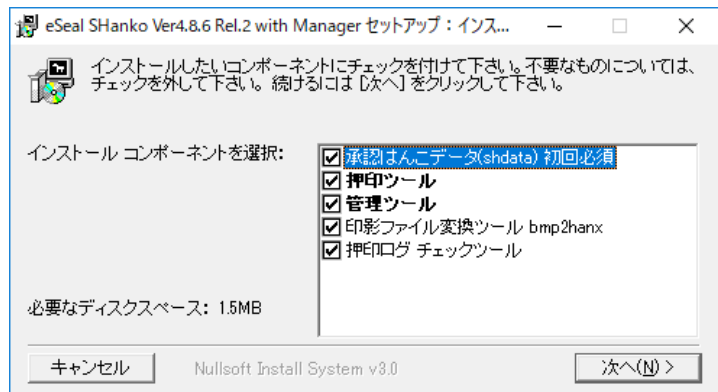 eSeal SHanko Ver4.8.6 Rel.2 with Manager セットアップ：インス...
インストールしたいコンポーネントにチェックを付けて下さい。不要なものについては、
チェックを外して下さい。続けるには [次へ] をクリックして下さい。
インストール コンポーネントを選択:
承認はんこデータ(shdata) 初回必須
押印ツール
管理ツール
印影ファイル変換ツール bmp2hanx
押印ログ チェックツール
必要なディスクスペース: 1.5MB
キャンセル
Nullsoft Install System v3.0
次へ(N) >